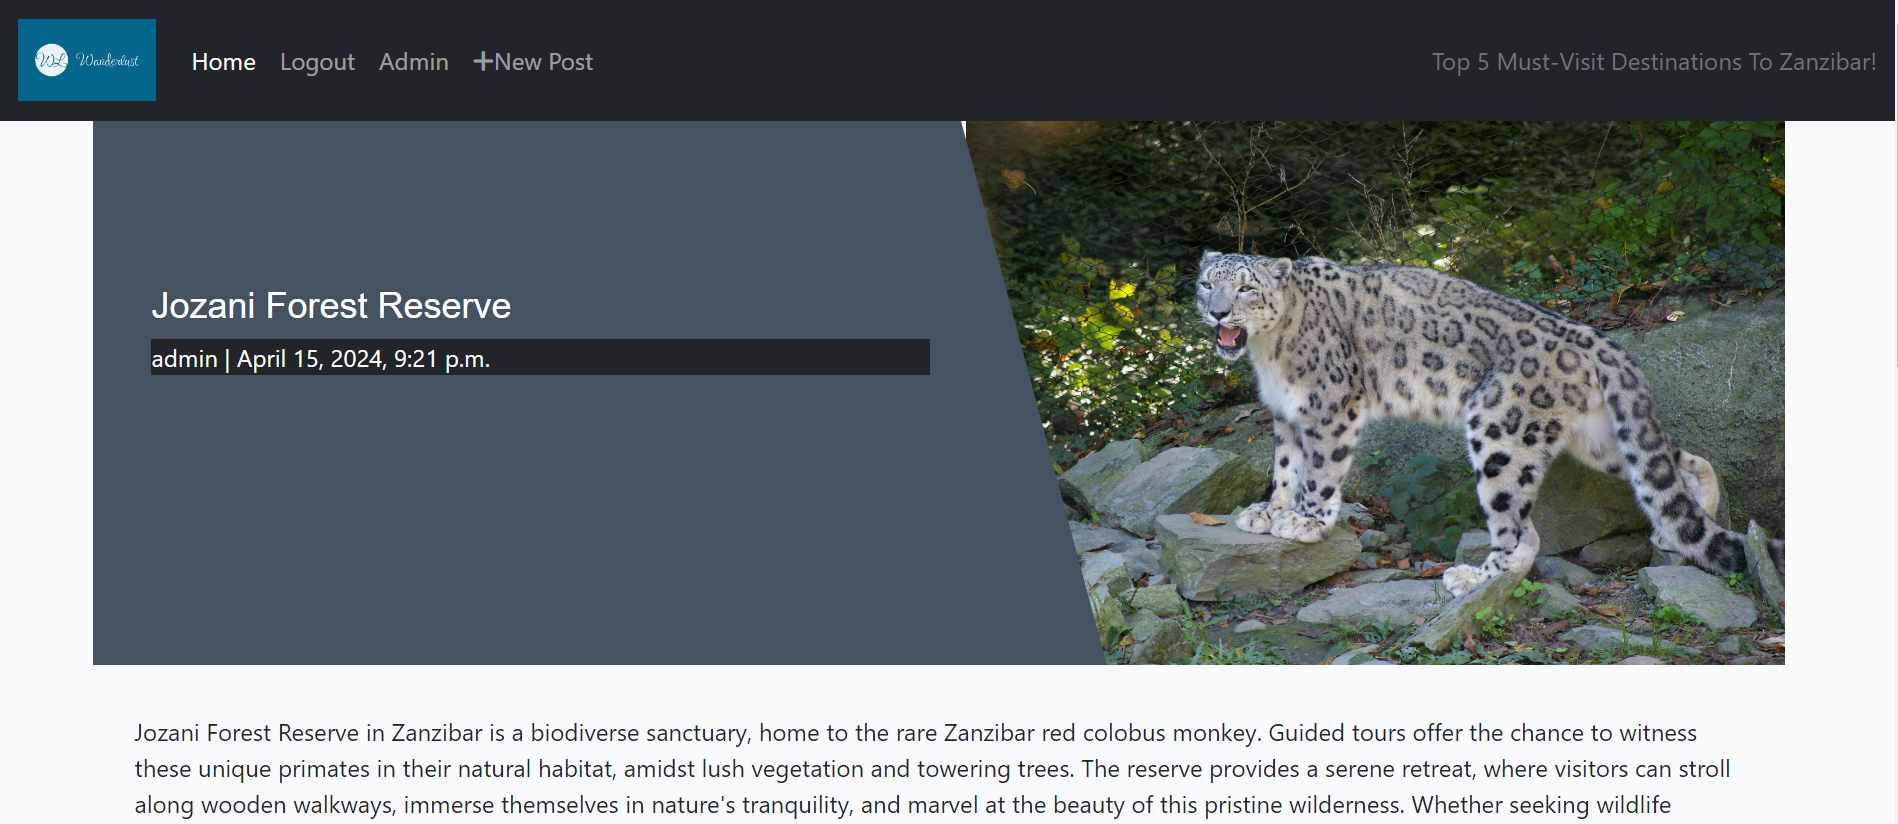 WL Wanderlust
Home Logout Admin +New Post
Top 5 Must-Visit Destinations To Zanzibar!
Jozani Forest Reserve
admin | April 15, 2024, 9:21 p.m.
Jozani Forest Reserve in Zanzibar is a biodiverse sanctuary, home to the rare Zanzibar red colobus monkey. Guided tours offer the chance to witness
these unique primates in their natural habitat, amidst lush vegetation and towering trees. The reserve provides a serene retreat, where visitors can stroll
along wooden walkways, immerse themselves in nature's tranquility, and marvel at the beauty of this pristine wilderness. Whether seeking wildlife